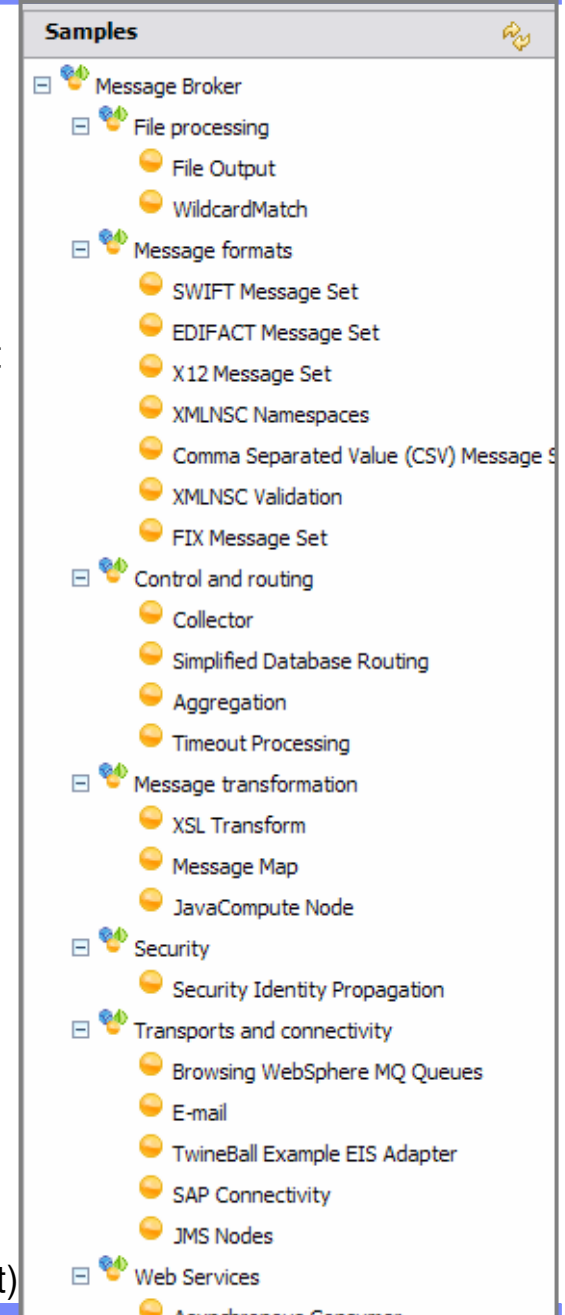 Samples
Message Broker
File processing
File Output
WildcardMatch
Message formats
SWIFT Message Set
EDIFACT Message Set
:
X12 Message Set
XMLNSC Namespaces
Comma Separated Value (CSV) Message S
XMLNSC Validation
FIX Message Set
Control and routing
Collector
Simplified Database Routing
Aggregation
Timeout Processing
Message transformation
XSL Transform
Message Map
JavaCompute Node
Security
Security Identity Propagation
Transports and connectivity
Browsing WebSphere MQ Queues
E-mail
TwineBall Example EIS Adapter
SAP Connectivity
JMS Nodes
t)
Web Services
Asynchronous Consumer